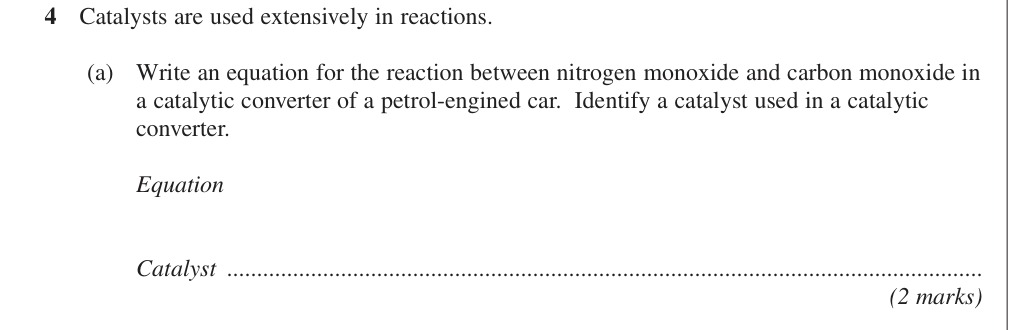 4 Catalysts are used extensively in reactions.
(a) Write an equation for the reaction between nitrogen monoxide and carbon monoxide in
a catalytic converter of a petrol-engined car. Identify a catalyst used in a catalytic
converter.
Equation
Catalyst ..............................................................................................................................
(2 marks)